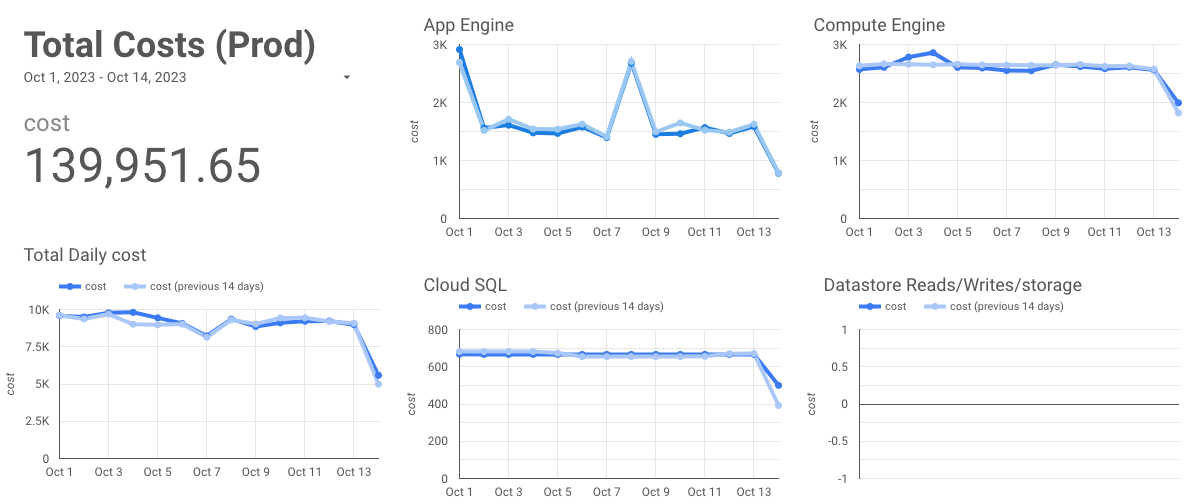 Total Costs (Prod)
Oct 1, 2023 - Oct 14, 2023
cost
139,951.65
Total Daily cost
cost cost (previous 14 days)
10K
7.5K
5K
2.5K
0
cost
Oct 1 Oct 3 Oct 5 Oct 7 Oct 9 Oct 11 Oct 13
App Engine
3K
2K
1K
0
cost
Oct 1 Oct 3 Oct 5 Oct 7 Oct 9 Oct 11 Oct 13
Compute Engine
3K
2K
1K
0
cost
Oct 1 Oct 3 Oct 5 Oct 7 Oct 9 Oct 11 Oct 13
Cloud SQL
cost cost (previous 14 days)
800
600
400
200
0
cost
Oct 1 Oct 3 Oct 5 Oct 7 Oct 9 Oct 11 Oct 13
Datastore Reads/Writes/storage
cost cost (previous 14 days)
1
0.5
0
-0.5
-1
cost